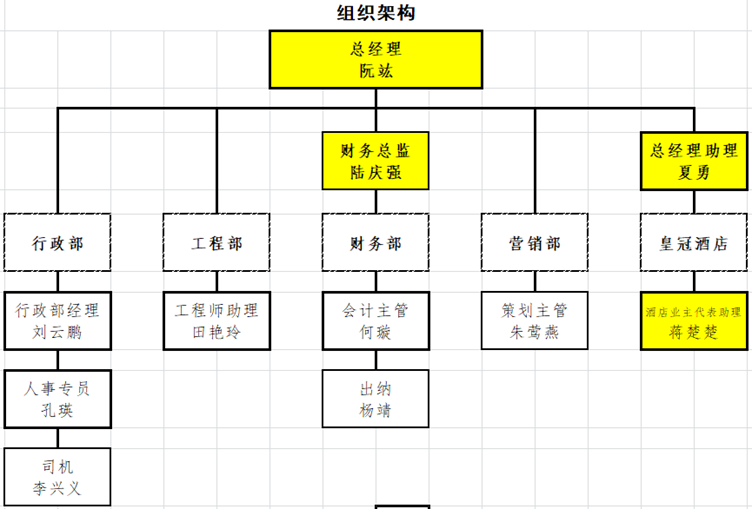 组织架构
总经理
阮竑
财务总监
陆庆强
总经理助理
夏勇
行政部
工程部
财务部
营销部
皇冠酒店
行政部经理
刘云鹏
工程师助理
田艳玲
会计主管
何璇
策划主管
朱莺燕
酒店业主代表助理
蒋楚楚
人事专员
孔瑛
出纳
杨靖
司机
李兴义